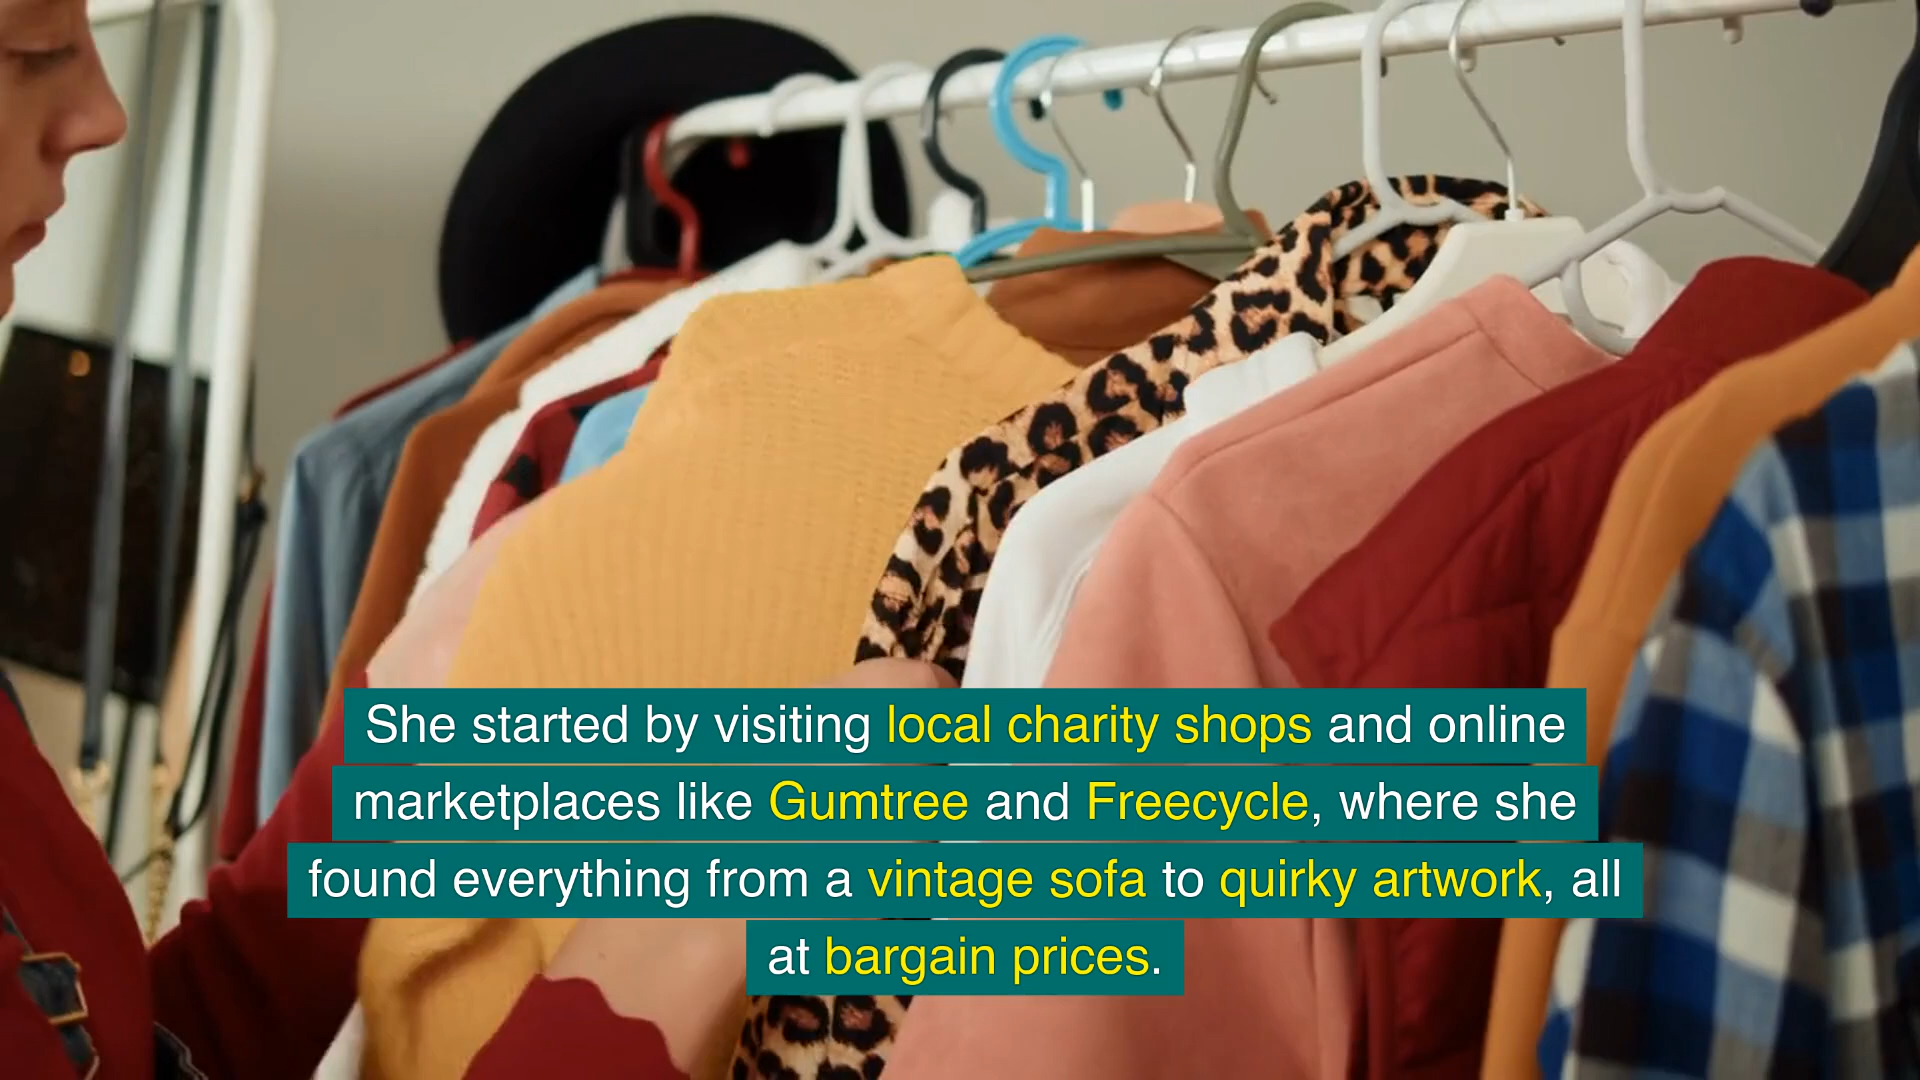 She started by visiting local charity shops and online
marketplaces like Gumtree and Freecycle, where she
found everything from a vintage sofa to quirky artwork, all
at bargain prices.